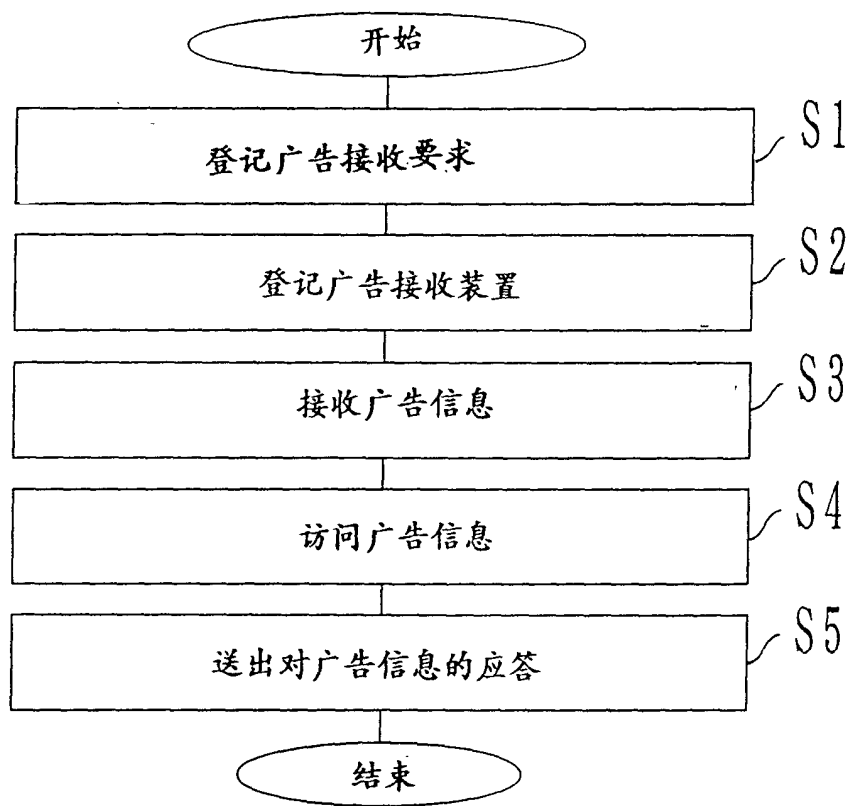 开始
登记广告接收要求
S1
登记广告接收装置
S2
接收广告信息
S3
访问广告信息
S4
送出对广告信息的应答
S5
结束